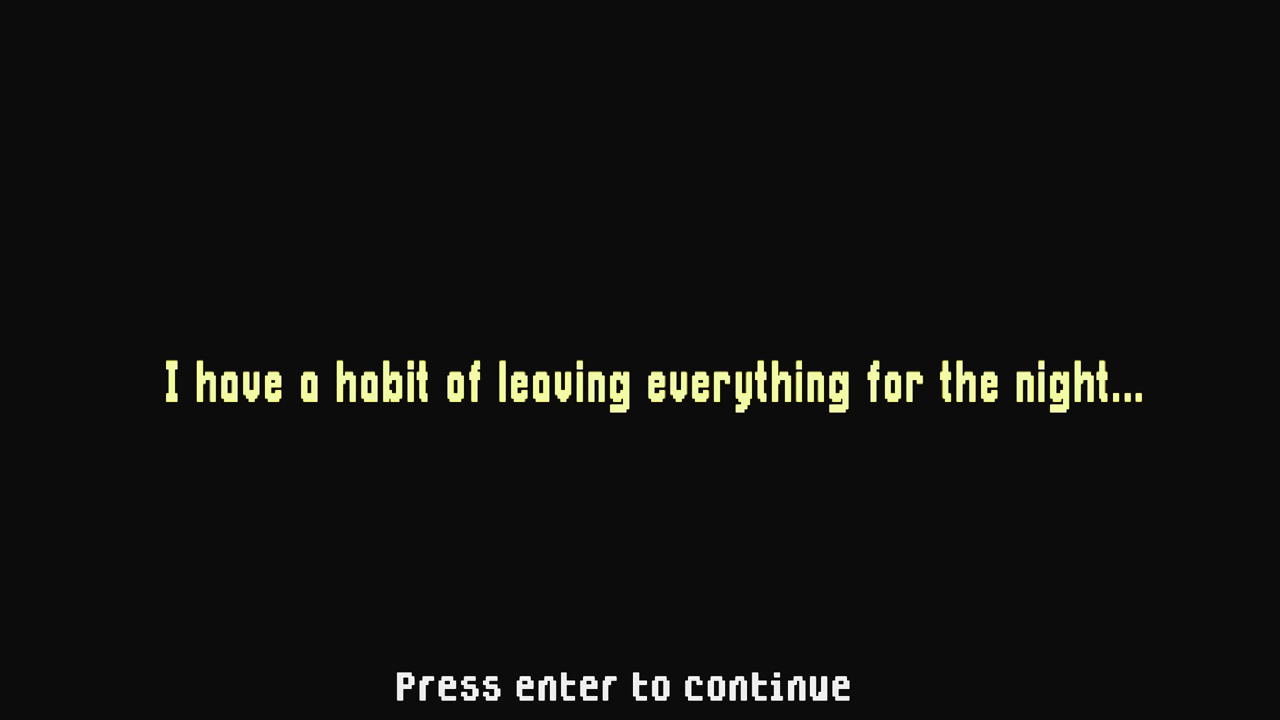 I have a habit of leaving everything for the night...
Press enter to continue